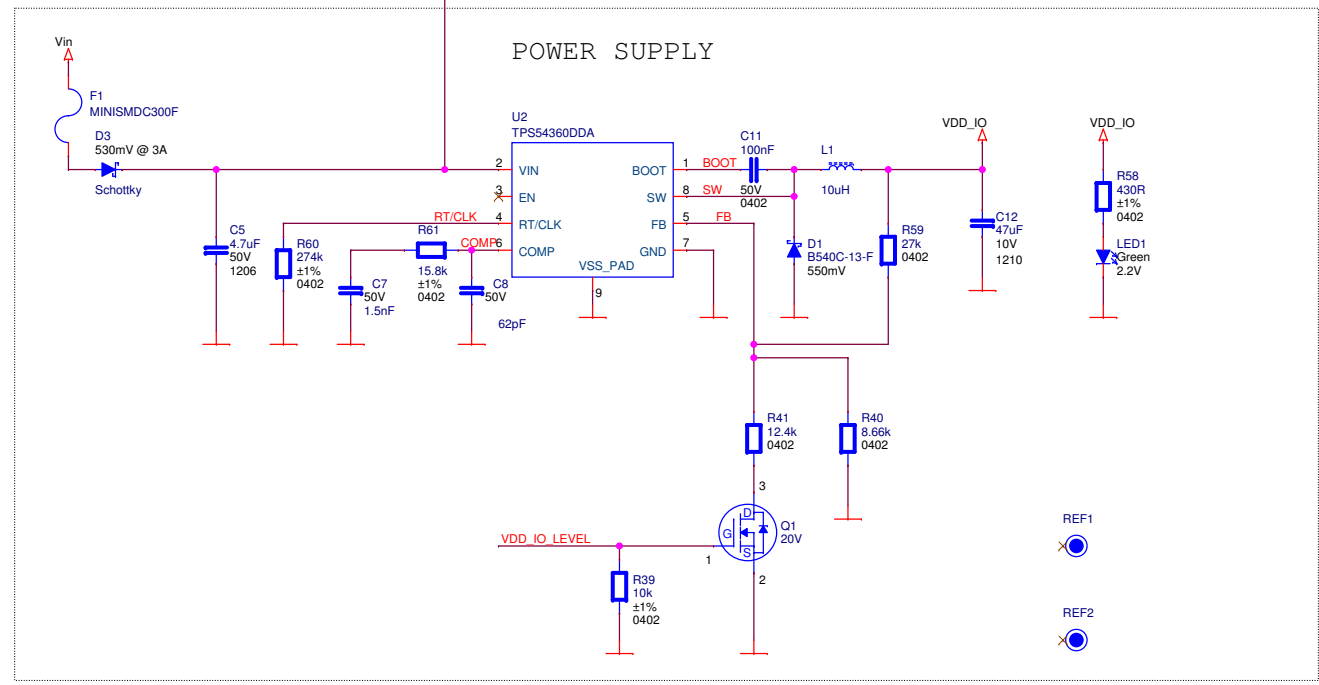 POWER SUPPLY
Vin
F1
MINISMDC300F
D3
530mV @ 3A
Schottky
U2
TPS54360DDA
2
VIN
3
EN
4
RT/CLK
6
COMP
BOOT
1
SW
8
FB
5
GND
7
VSS_PAD
9
RT/CLK
COMP
BOOT
SW
FB
C5
4.7uF
50V
1206
R60
274k
±1%
0402
C7
50V
1.5nF
R61
15.8k
±1%
0402
C8
50V
62pF
C11
100nF
50V
0402
L1
10uH
D1
B540C-13-F
550mV
R59
27k
0402
VDD_IO
C12
47uF
10V
1210
VDD_IO
R58
430R
±1%
0402
LED1
Green
2.2V
R41
12.4k
0402
R40
8.66k
0402
3
D
G
S
Q1
20V
1
2
VDD_IO_LEVEL
R39
10k
±1%
0402
REF1
REF2